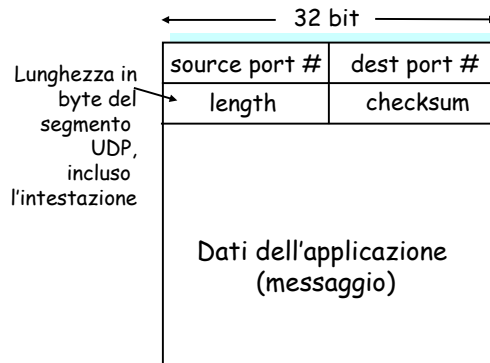 32 bit
source port #
dest port #
Lunghezza in
byte del
segmento
UDP,
incluso
l'intestazione
length
checksum
Dati dell'applicazione
(messaggio)